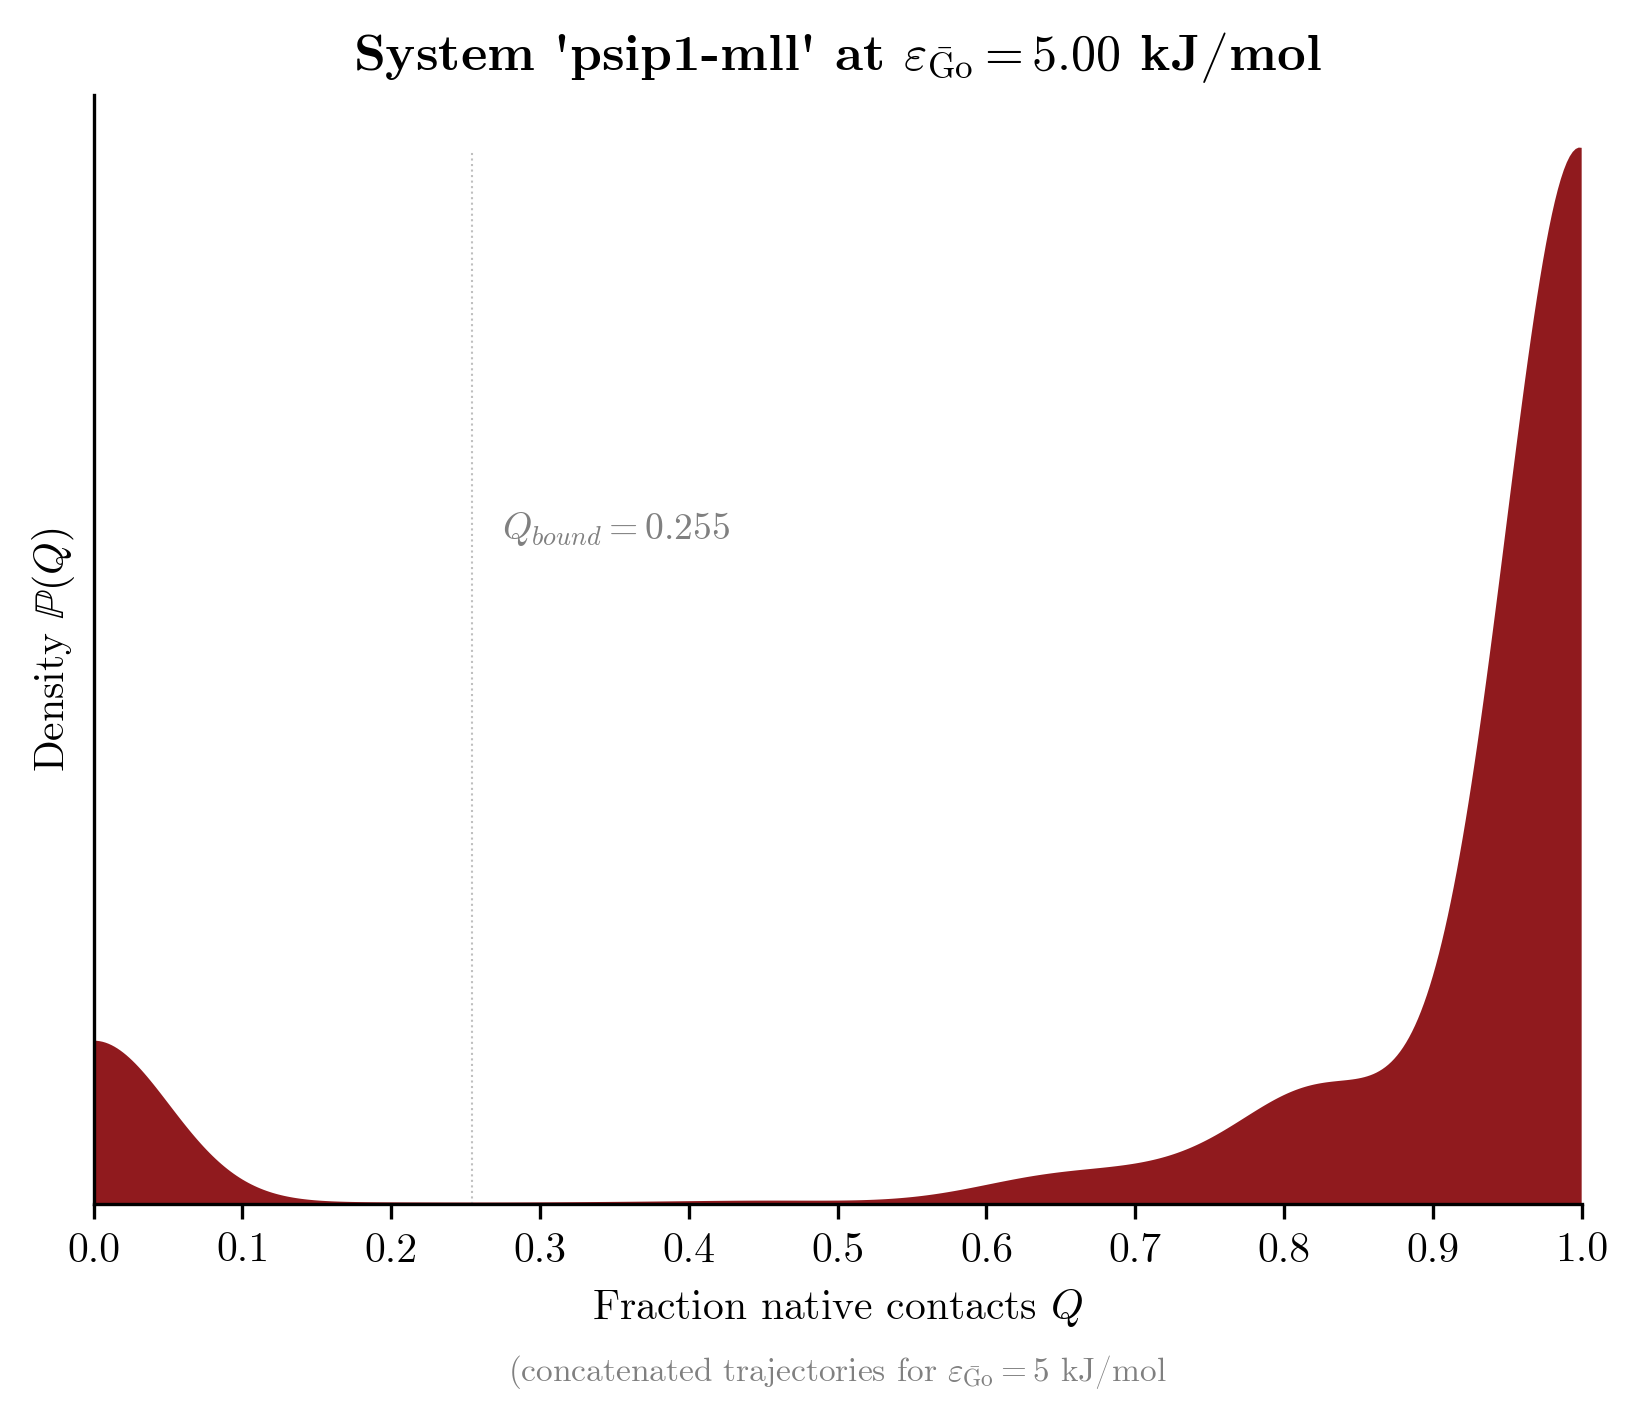 System 'psip1-mll' at ε_Ḡo = 5.00 kJ/mol
Density ℙ(Q)
Q_bound = 0.255
0.0 0.1 0.2 0.3 0.4 0.5 0.6 0.7 0.8 0.9 1.0
Fraction native contacts Q
(concatenated trajectories for ε_Ḡo = 5 kJ/mol